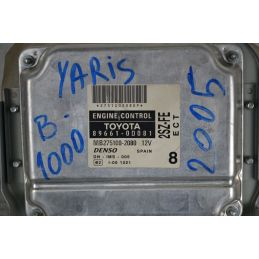 YARIS
B-
1000
2005
ENGINE, CONTROL
TOYOTA
89661-0D081
MB275100-2080 12V
DENSO SPAIN
2SZ-FE
ECT
8